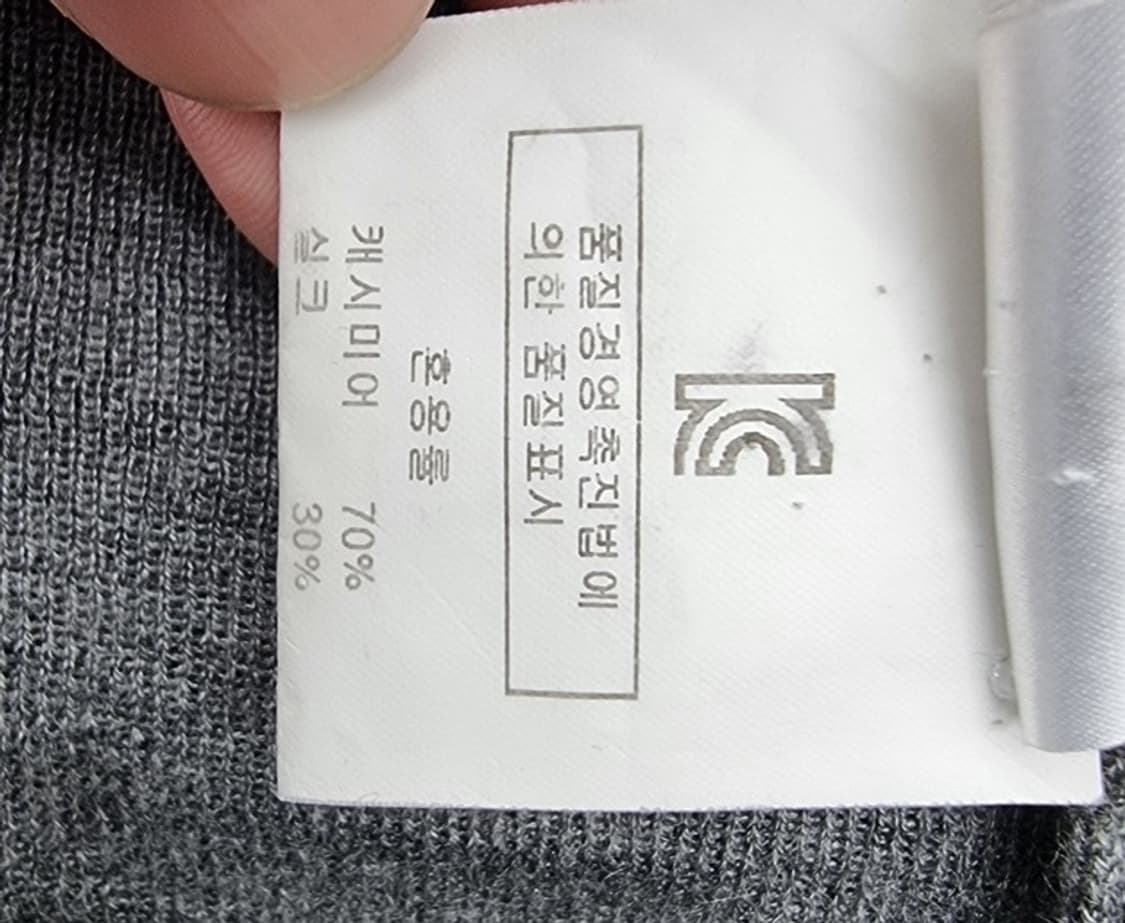 KC
품질경영촉진법에
의한 품질표시
혼용율
캐시미어 70%
실크 30%